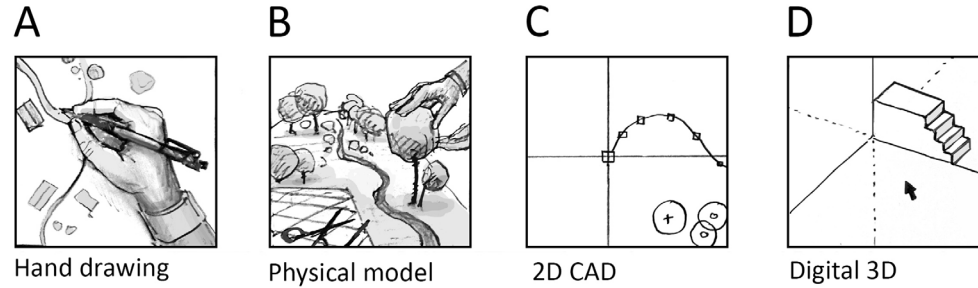 A
B
C
D
Hand drawing
Physical model
2D CAD
Digital 3D